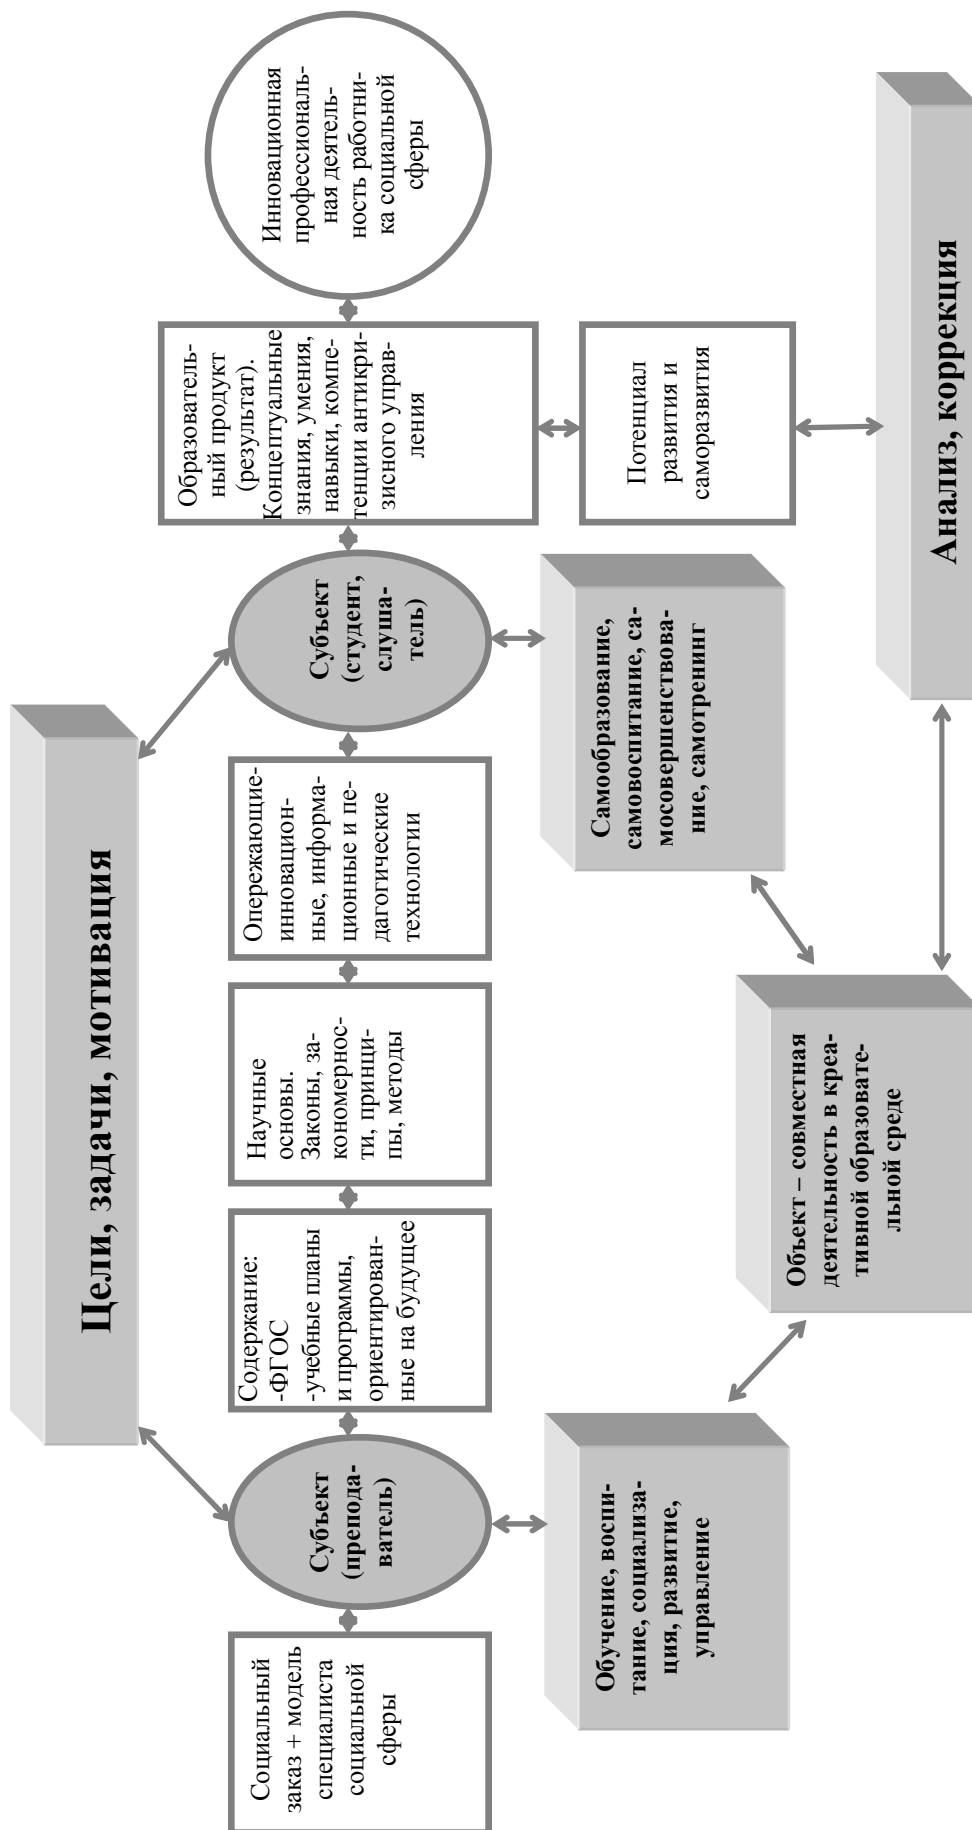 Цели, задачи, мотивация
Социальный
заказ + модель
специалиста
социальной
сферы
Субъект
(препода-
ватель)
Содержание:
-ФГОС
-учебные планы
и программы,
ориентирован-
ные на будущее
Научные
основы.
Законы, за-
кономернос-
ти, принци-
пы, методы
Опережающие-
инновацион-
ные, информа-
ционные и пе-
дагогические
технологии
Субъект
(студент,
слуша-
тель)
Образователь-
ный продукт
(результат).
Концептуальные
знания, умения,
навыки, компе-
тенции антикри-
зисного управ-
ления
Инновационная
профессиональ-
ная деятель-
ность работни-
ка социальной
сферы
Обучение, воспи-
тание, социализа-
ция, развитие,
управление
Самообразование,
самовоспитание, са-
мосовершенствова-
ние, самотренинг
Потенциал
развития и
саморазвития
Объект – совместная
деятельность в креа-
тивной образовате-
льной среде
Анализ, коррекция